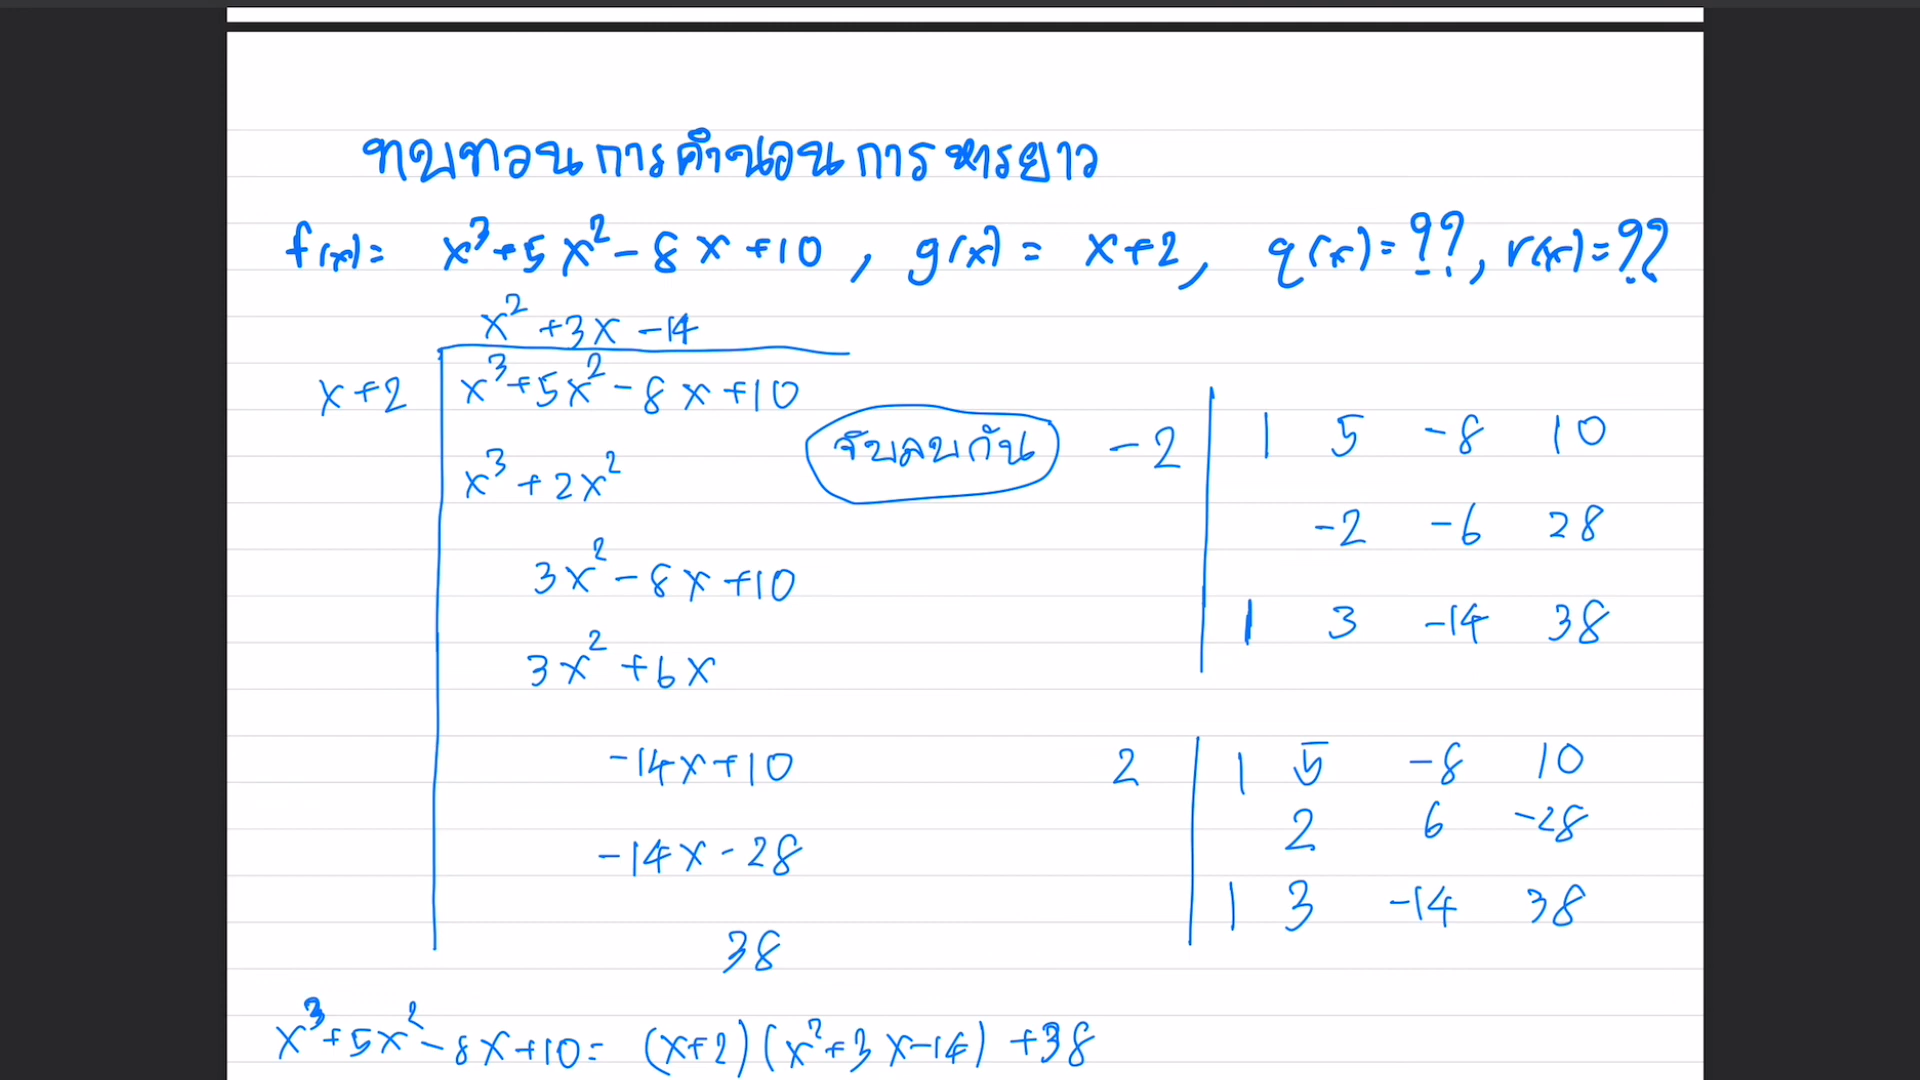 ทบทวนการคำนวนการหารยาว
f(x)= x³+5x²-8x+10 , g(x) = x+2, q(x)=??, r(x)=??
x² +3x -14
x+2 x³+5x²-8x+10
x³+2x²
จับลบกัน
3x²-8x+10
3x²+6x
-14x+10
-14x-28
38
-2 1 5 -8 10
-2 -6 28
1 3 -14 38
2 1 5 -8 10
2 6 -28
1 3 -14 38
x³+5x²-8x+10= (x+2)(x²+3x-14) +38